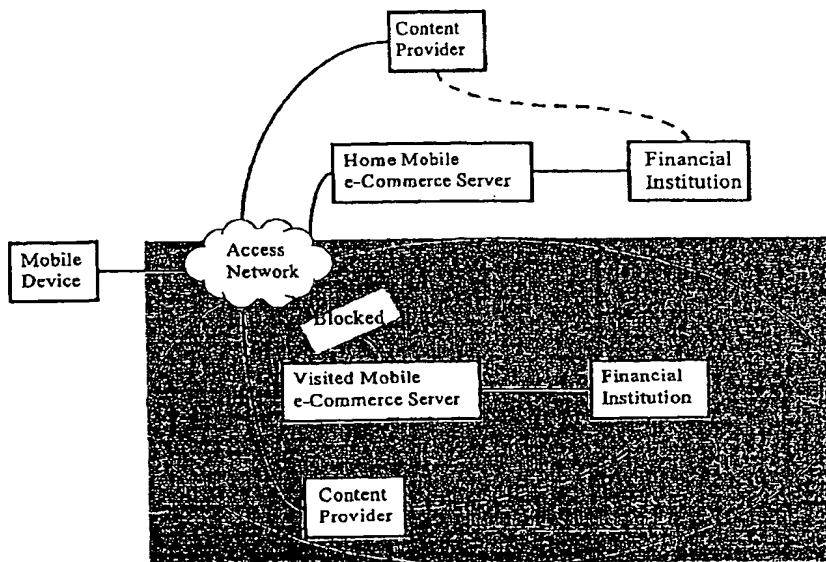 Content
Provider
Home Mobile
e-Commerce Server
Financial
Institution
Mobile
Device
Access
Network
Blocked
Visited Mobile
e-Commerce Server
Financial
Institution
Content
Provider